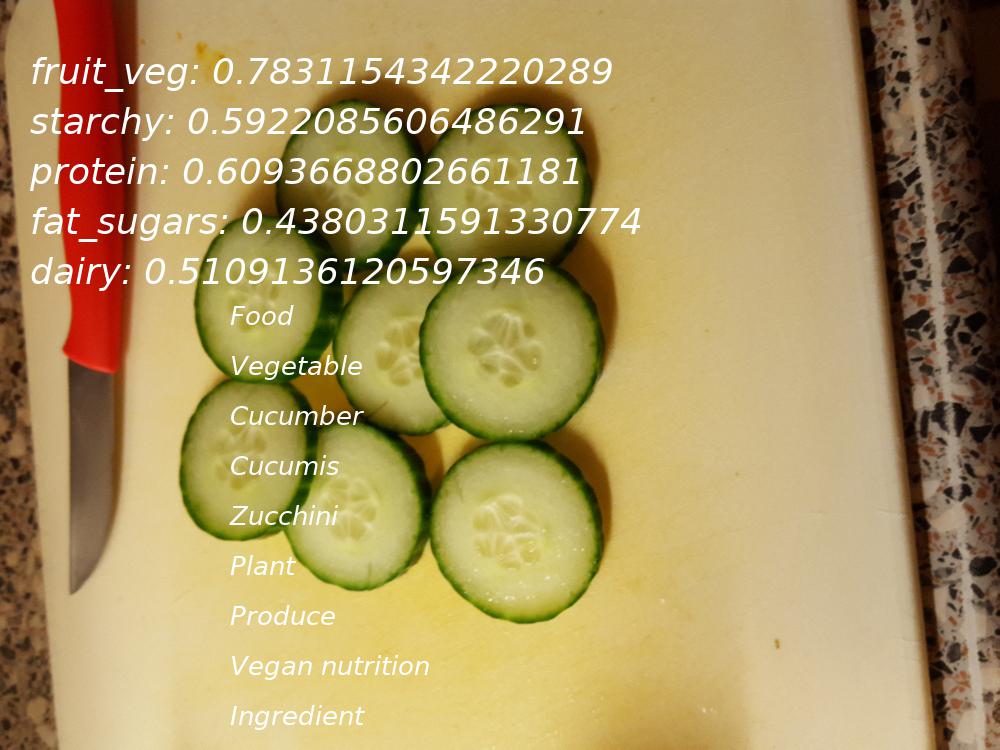 fruit_veg: 0.7831154342220289
starchy: 0.5922085606486291
protein: 0.6093668802661181
fat_sugars: 0.4380311591330774
dairy: 0.5109136120597346
Food
Vegetable
Cucumber
Cucumis
Zucchini
Plant
Produce
Vegan nutrition
Ingredient